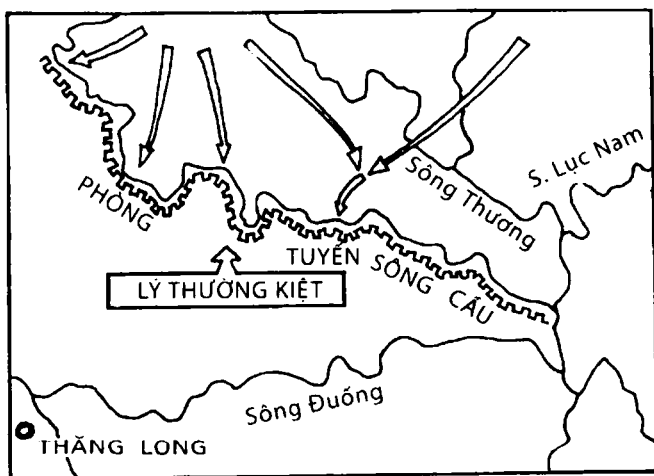 PHÒNG
TUYẾN SÔNG CẦU
LÝ THƯỜNG KIỆT
Sông Thương
S. Lục Nam
Sông Đuống
THĂNG LONG